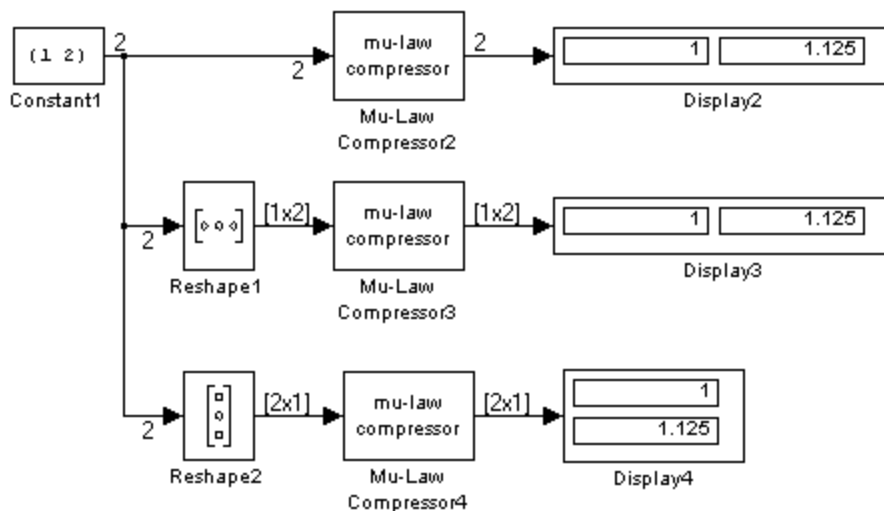 (1 2)
2
2
mu-law
compressor
2
1
1.125
Constant1
Mu-Law
Compressor2
Display2
2
[1x2]
mu-law
compressor
[1x2]
1
1.125
Reshape1
Mu-Law
Compressor3
Display3
2
[2x1]
mu-law
compressor
[2x1]
1
1.125
Reshape2
Mu-Law
Compressor4
Display4